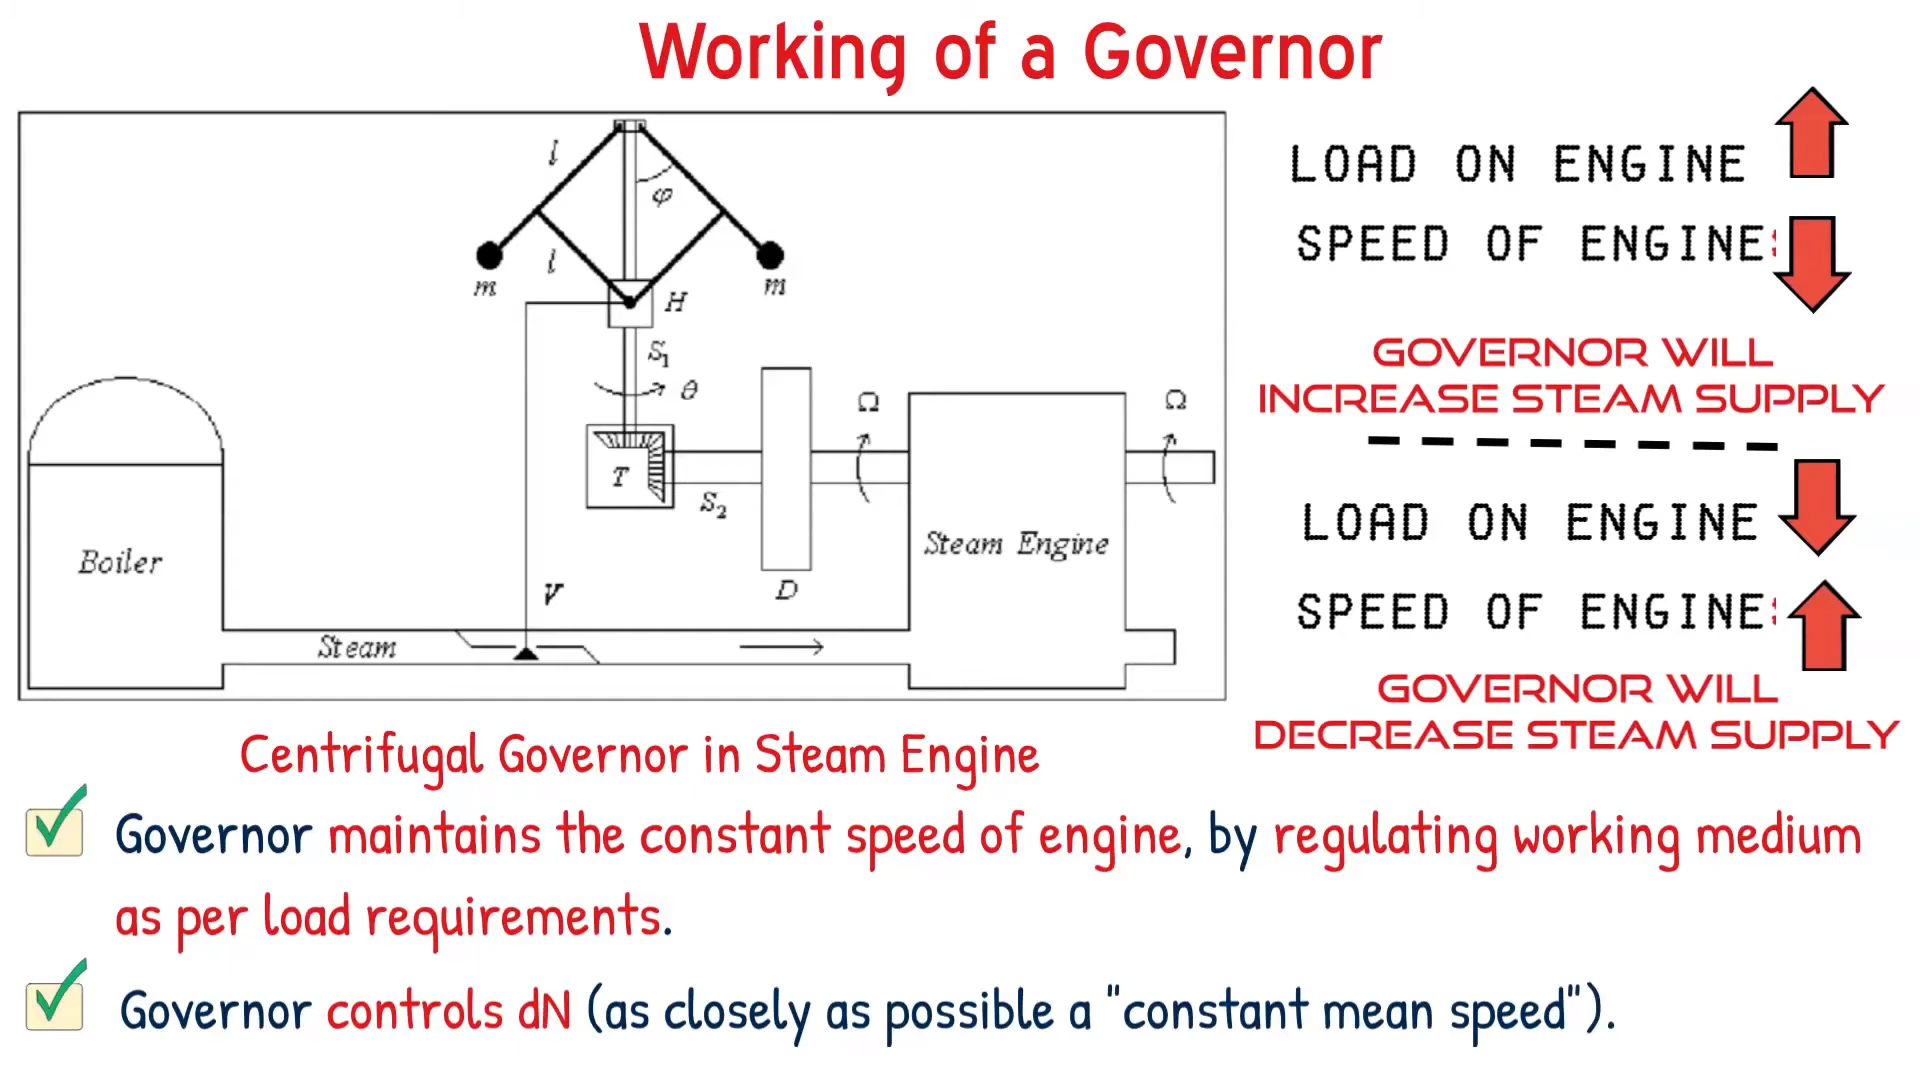 Working of a Governor
l
φ
l
m
m
H
S1
θ
Ω
Ω
T
S2
Boiler
Steam Engine
V
D
Steam
LOAD ON ENGINE
SPEED OF ENGINE
GOVERNOR WILL
INCREASE STEAM SUPPLY
LOAD ON ENGINE
SPEED OF ENGINE
GOVERNOR WILL
DECREASE STEAM SUPPLY
Centrifugal Governor in Steam Engine
Governor maintains the constant speed of engine, by regulating working medium
as per load requirements.
Governor controls dN (as closely as possible a "constant mean speed").